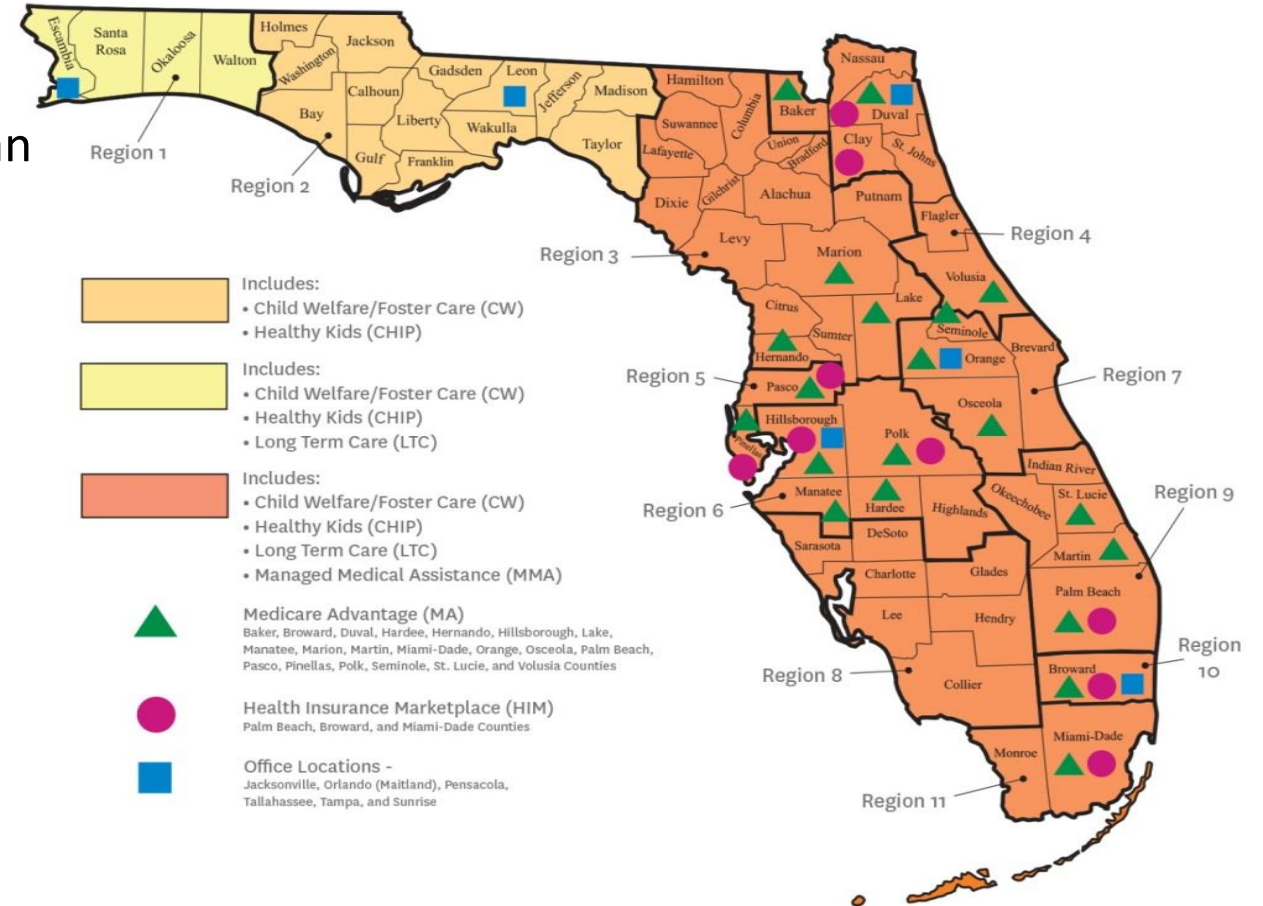 an
Escambia
Santa
Rosa
Okaloosa
Walton
Holmes
Washington
Jackson
Bay
Calhoun
Gulf
Liberty
Franklin
Gadsden
Leon
Wakulla
Jefferson
Madison
Taylor
Hamilton
Suwannee
Columbia
Lafayette
Baker
Union
Bradford
Nassau
Duval
Clay
St. Johns
Dixie
Gilchrist
Alachua
Putnam
Flagler
Levy
Marion
Volusia
Citrus
Sumter
Lake
Hernando
Seminole
Orange
Brevard
Pasco
Osceola
Hillsborough
Pinellas
Polk
Indian River
Manatee
Hardee
Highlands
Okeechobee
St. Lucie
Sarasota
DeSoto
Martin
Charlotte
Glades
Palm Beach
Lee
Hendry
Broward
Collier
Miami-Dade
Monroe
Region 1
Region 2
Region 3
Region 4
Region 5
Region 7
Region 6
Region 9
Region 8
Region
10
Region 11
Includes:
• Child Welfare/Foster Care (CW)
• Healthy Kids (CHIP)
Includes:
• Child Welfare/Foster Care (CW)
• Healthy Kids (CHIP)
• Long Term Care (LTC)
Includes:
• Child Welfare/Foster Care (CW)
• Healthy Kids (CHIP)
• Long Term Care (LTC)
• Managed Medical Assistance (MMA)
Medicare Advantage (MA)
Baker, Broward, Duval, Hardee, Hernando, Hillsborough, Lake,
Manatee, Marion, Martin, Miami-Dade, Orange, Osceola, Palm Beach,
Pasco, Pinellas, Polk, Seminole, St. Lucie, and Volusia Counties
Health Insurance Marketplace (HIM)
Palm Beach, Broward, and Miami-Dade Counties
Office Locations -
Jacksonville, Orlando (Maitland), Pensacola,
Tallahassee, Tampa, and Sunrise